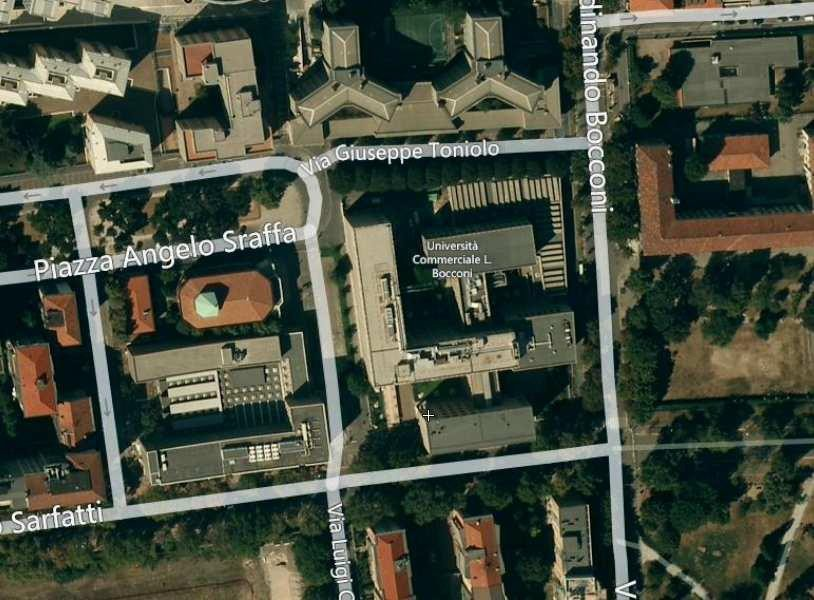 dinando Bocconi
Via Giuseppe Toniolo
Piazza Angelo Sraffa
Università
Commerciale L.
Bocconi
o Sarfatti
Via Luigi
V